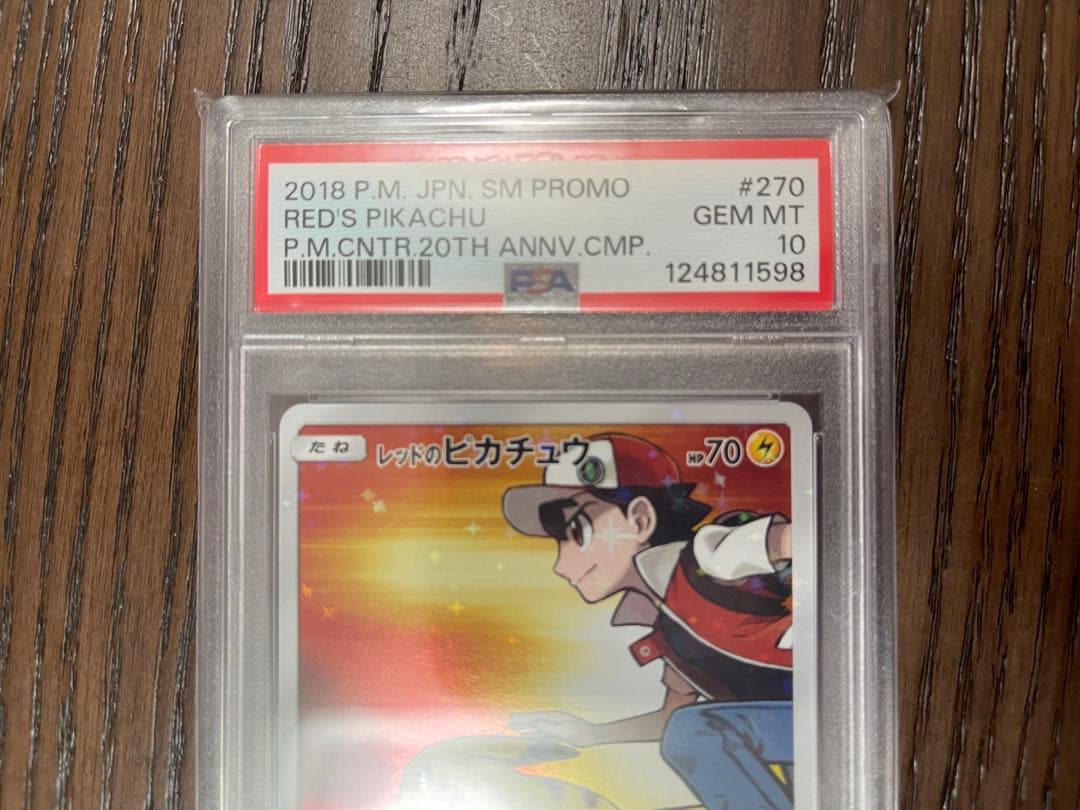 2018 P.M. JPN. SM PROMO #270
RED'S PIKACHU GEM MT
P.M.CNTR.20TH ANNV.CMP. 10
PSA 124811598
たね レッドのピカチュウ HP70